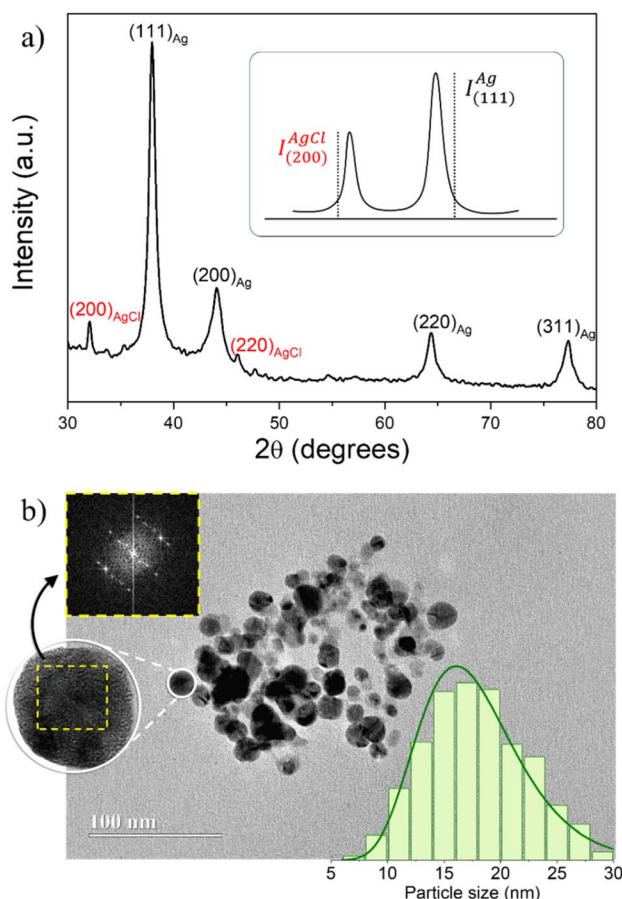 a)
Intensity (a.u.)
(111)Ag
(200)AgCl
(200)Ag
(220)AgCl
(220)Ag
(311)Ag
I(200)AgCl
I(111)Ag
30 40 50 60 70 80
2θ (degrees)
b)
100 nm
5 10 15 20 25 30
Particle size (nm)